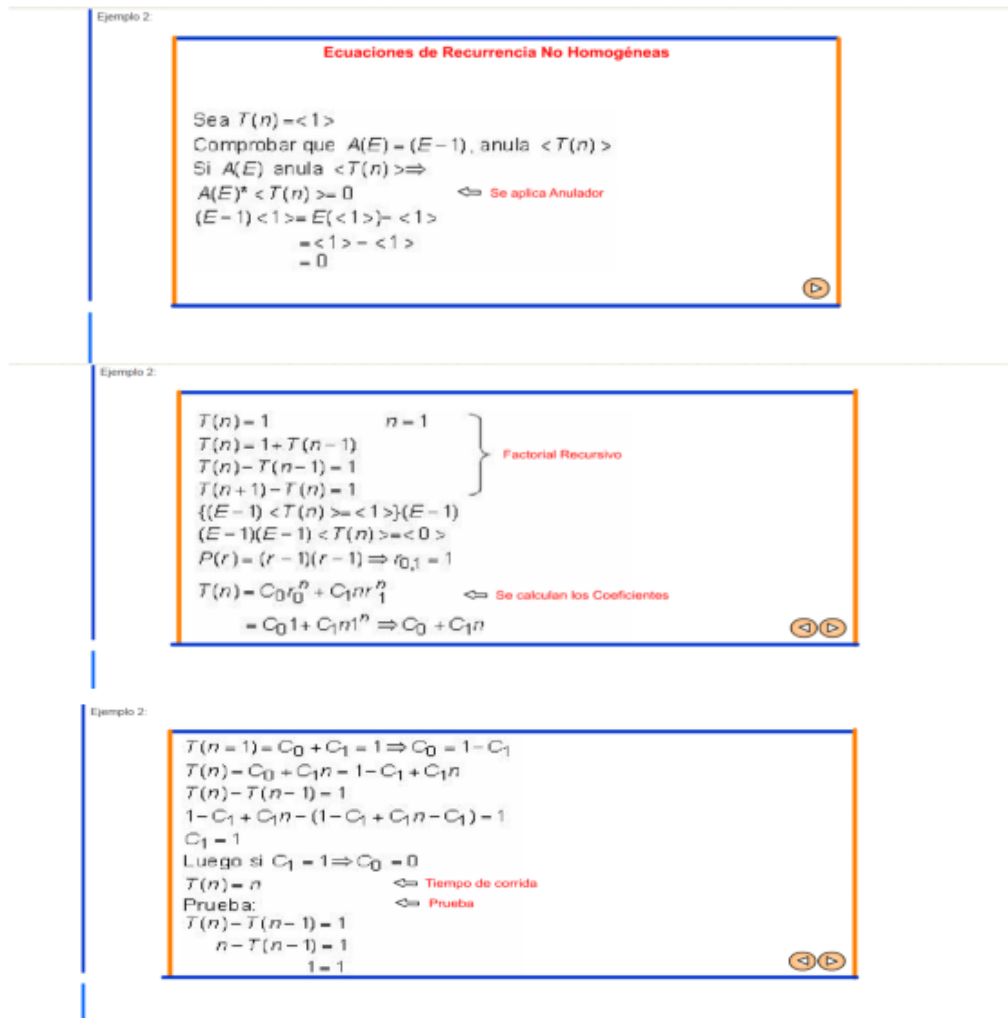 Ejemplo 2:
Ecuaciones de Recurrencia No Homogéneas
Sea T(n) = <1>
Comprobar que A(E) = (E − 1), anula <T(n)>
Si A(E) anula <T(n)> ⇒
A(E)* <T(n)> = 0 ⇐ Se aplica Anulador
(E − 1) <1> = E(<1>) − <1>
= <1> − <1>
= 0
Ejemplo 2:
T(n) = 1 n = 1
T(n) = 1 + T(n − 1)
T(n) − T(n − 1) = 1
T(n + 1) − T(n) = 1
Factorial Recursivo
{(E − 1) <T(n)> = <1>}(E − 1)
(E − 1)(E − 1) <T(n)> = <0>
P(r) = (r − 1)(r − 1) ⇒ r₀,₁ = 1
T(n) = C₀r₀ⁿ + C₁nr₁ⁿ ⇐ Se calculan los Coeficientes
= C₀1 + C₁n1ⁿ ⇒ C₀ + C₁n
Ejemplo 2:
T(n = 1) = C₀ + C₁ = 1 ⇒ C₀ = 1 − C₁
T(n) = C₀ + C₁n = 1 − C₁ + C₁n
T(n) − T(n − 1) = 1
1 − C₁ + C₁n − (1 − C₁ + C₁n − C₁) = 1
C₁ = 1
Luego si C₁ = 1 ⇒ C₀ = 0
T(n) = n ⇐ Tiempo de corrida
Prueba: ⇐ Prueba
T(n) − T(n − 1) = 1
n − T(n − 1) = 1
1 = 1